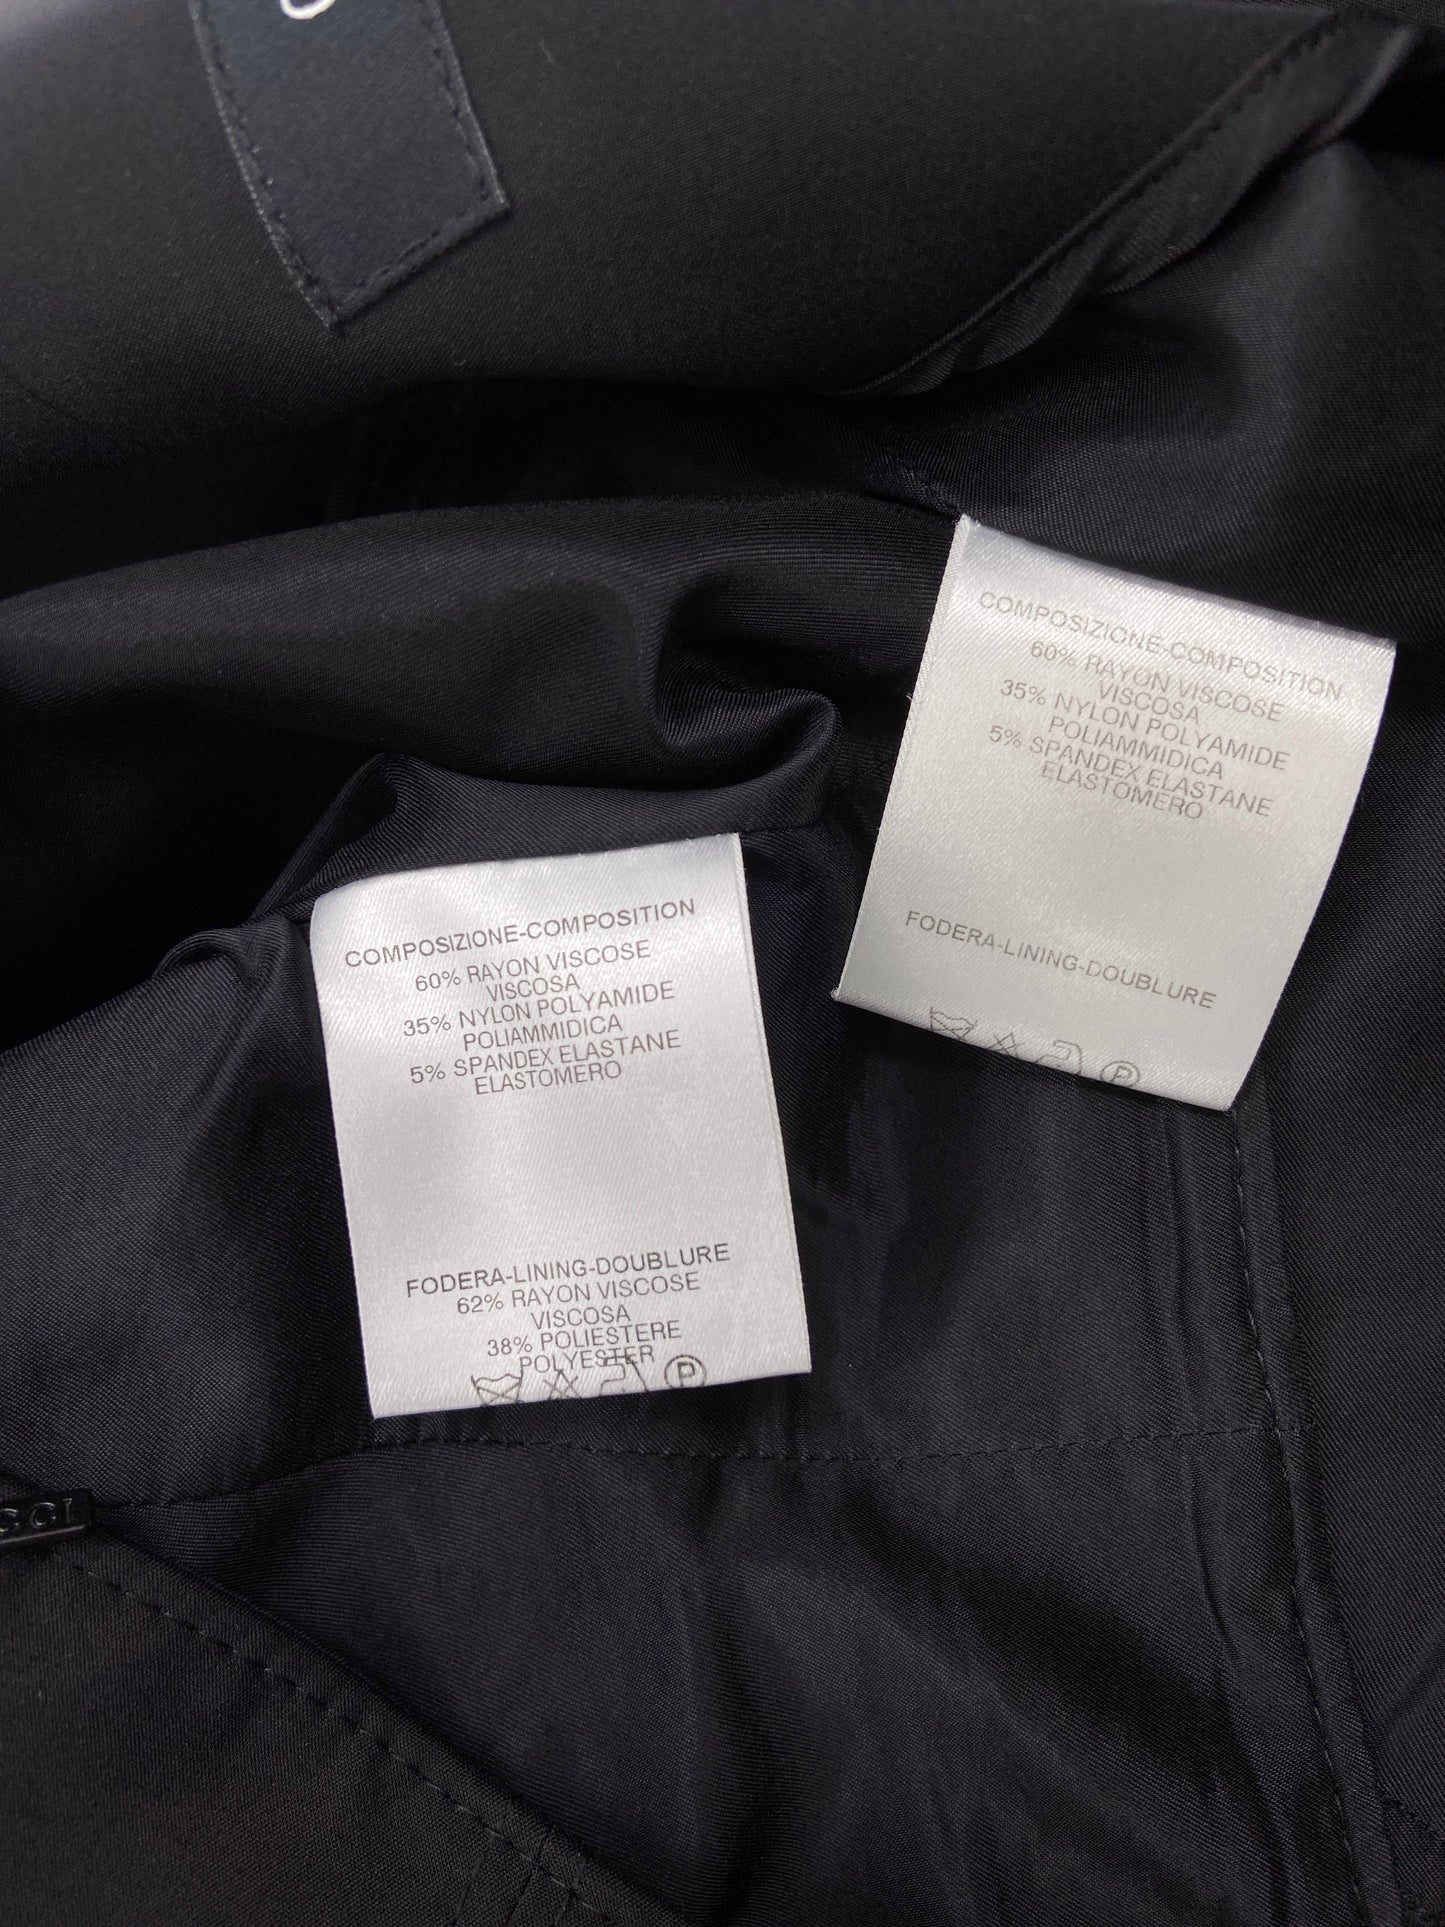 COMPOSIZIONE-COMPOSITION
60% RAYON VISCOSE
VISCOSA
35% NYLON POLYAMIDE
POLIAMMIDICA
5% SPANDEX ELASTANE
ELASTOMERO
FODERA-LINING-DOUBLURE
P
COMPOSIZIONE-COMPOSITION
60% RAYON VISCOSE
VISCOSA
35% NYLON POLYAMIDE
POLIAMMIDICA
5% SPANDEX ELASTANE
ELASTOMERO
FODERA-LINING-DOUBLURE
62% RAYON VISCOSE
VISCOSA
38% POLIESTERE
POLYESTER
P
CCI